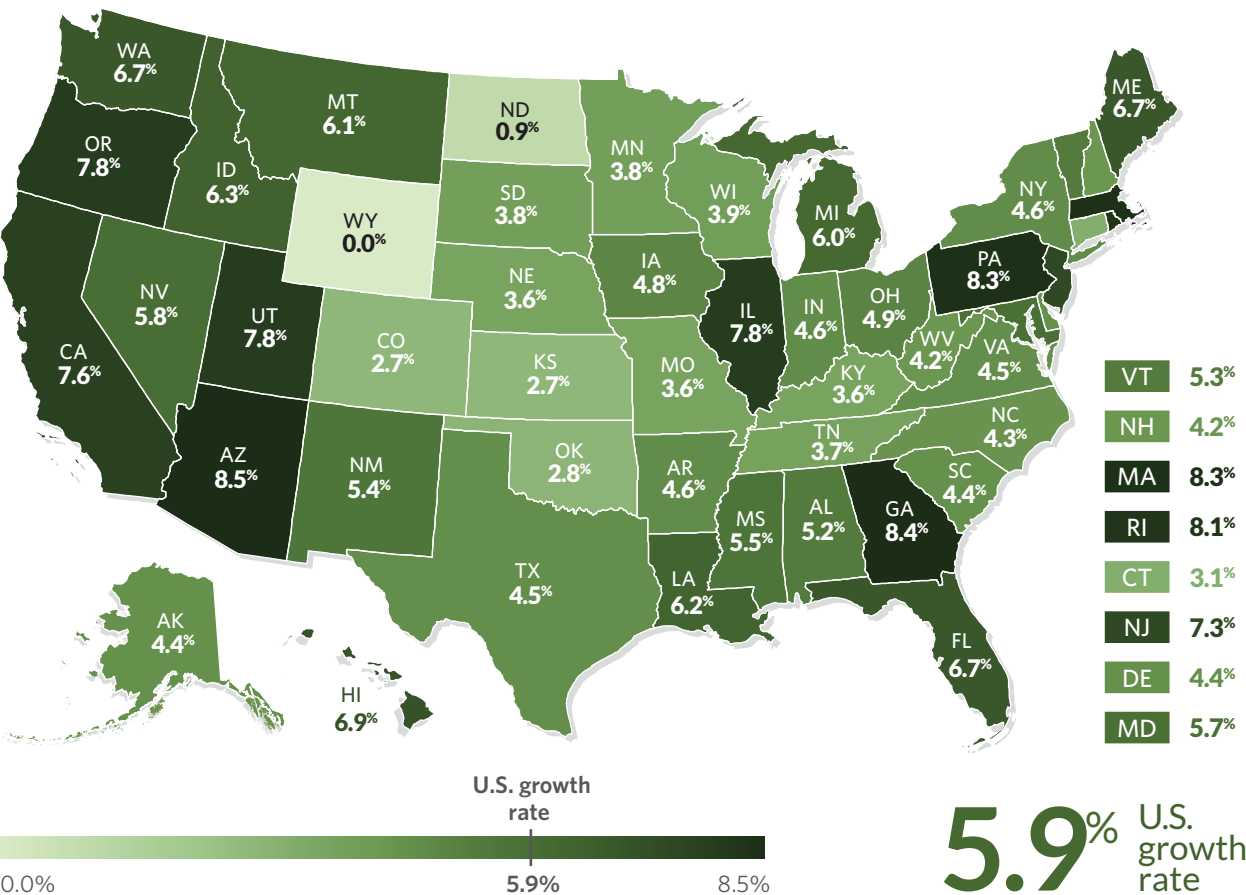 WA
6.7%
MT
6.1%
ND
0.9%
MN
3.8%
ME
6.7%
OR
7.8%
ID
6.3%
WY
0.0%
SD
3.8%
WI
3.9%
MI
6.0%
NY
4.6%
NV
5.8%
UT
7.8%
CA
7.6%
CO
2.7%
NE
3.6%
KS
2.7%
IA
4.8%
MO
3.6%
IL
7.8%
IN
4.6%
OH
4.9%
PA
8.3%
WV
4.2%
VA
4.5%
KY
3.6%
NC
4.3%
TN
3.7%
SC
4.4%
AZ
8.5%
NM
5.4%
OK
2.8%
AR
4.6%
TX
4.5%
LA
6.2%
MS
5.5%
AL
5.2%
GA
8.4%
FL
6.7%
AK
4.4%
HI
6.9%
VT 5.3%
NH 4.2%
MA 8.3%
RI 8.1%
CT 3.1%
NJ 7.3%
DE 4.4%
MD 5.7%
U.S. growth
rate
0.0% 5.9% 8.5%
5.9%
U.S.
growth
rate